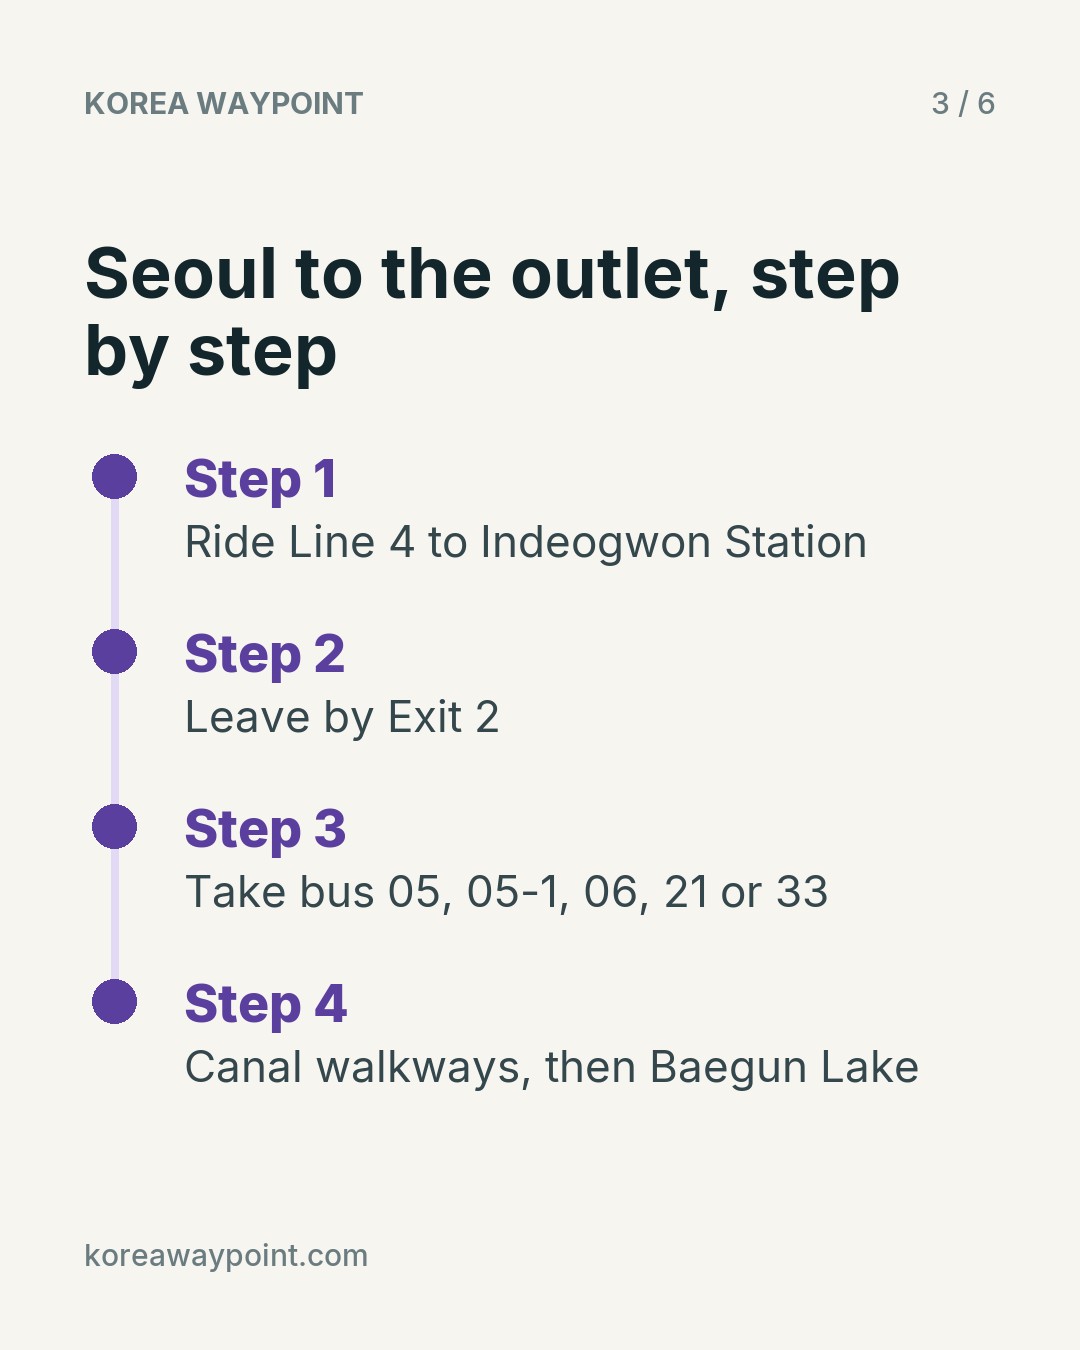 KOREA WAYPOINT
3 / 6
Seoul to the outlet, step
by step
Step 1
Ride Line 4 to Indeogwon Station
Step 2
Leave by Exit 2
Step 3
Take bus 05, 05-1, 06, 21 or 33
Step 4
Canal walkways, then Baegun Lake
koreawaypoint.com